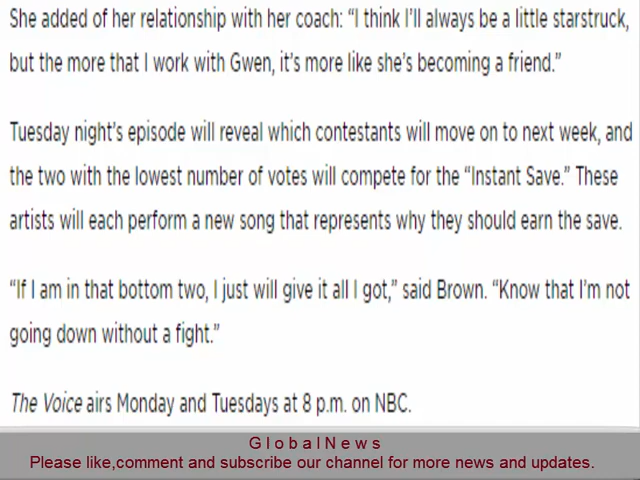 She added of her relationship with her coach: “I think I’ll always be a little starstruck,
but the more that I work with Gwen, it’s more like she’s becoming a friend.”
Tuesday night’s episode will reveal which contestants will move on to next week, and
the two with the lowest number of votes will compete for the “Instant Save.” These
artists will each perform a new song that represents why they should earn the save.
“If I am in that bottom two, I just will give it all I got,” said Brown. “Know that I’m not
going down without a fight.”
The Voice airs Monday and Tuesdays at 8 p.m. on NBC.
G l o b a l N e w s
Please like,comment and subscribe our channel for more news and updates.